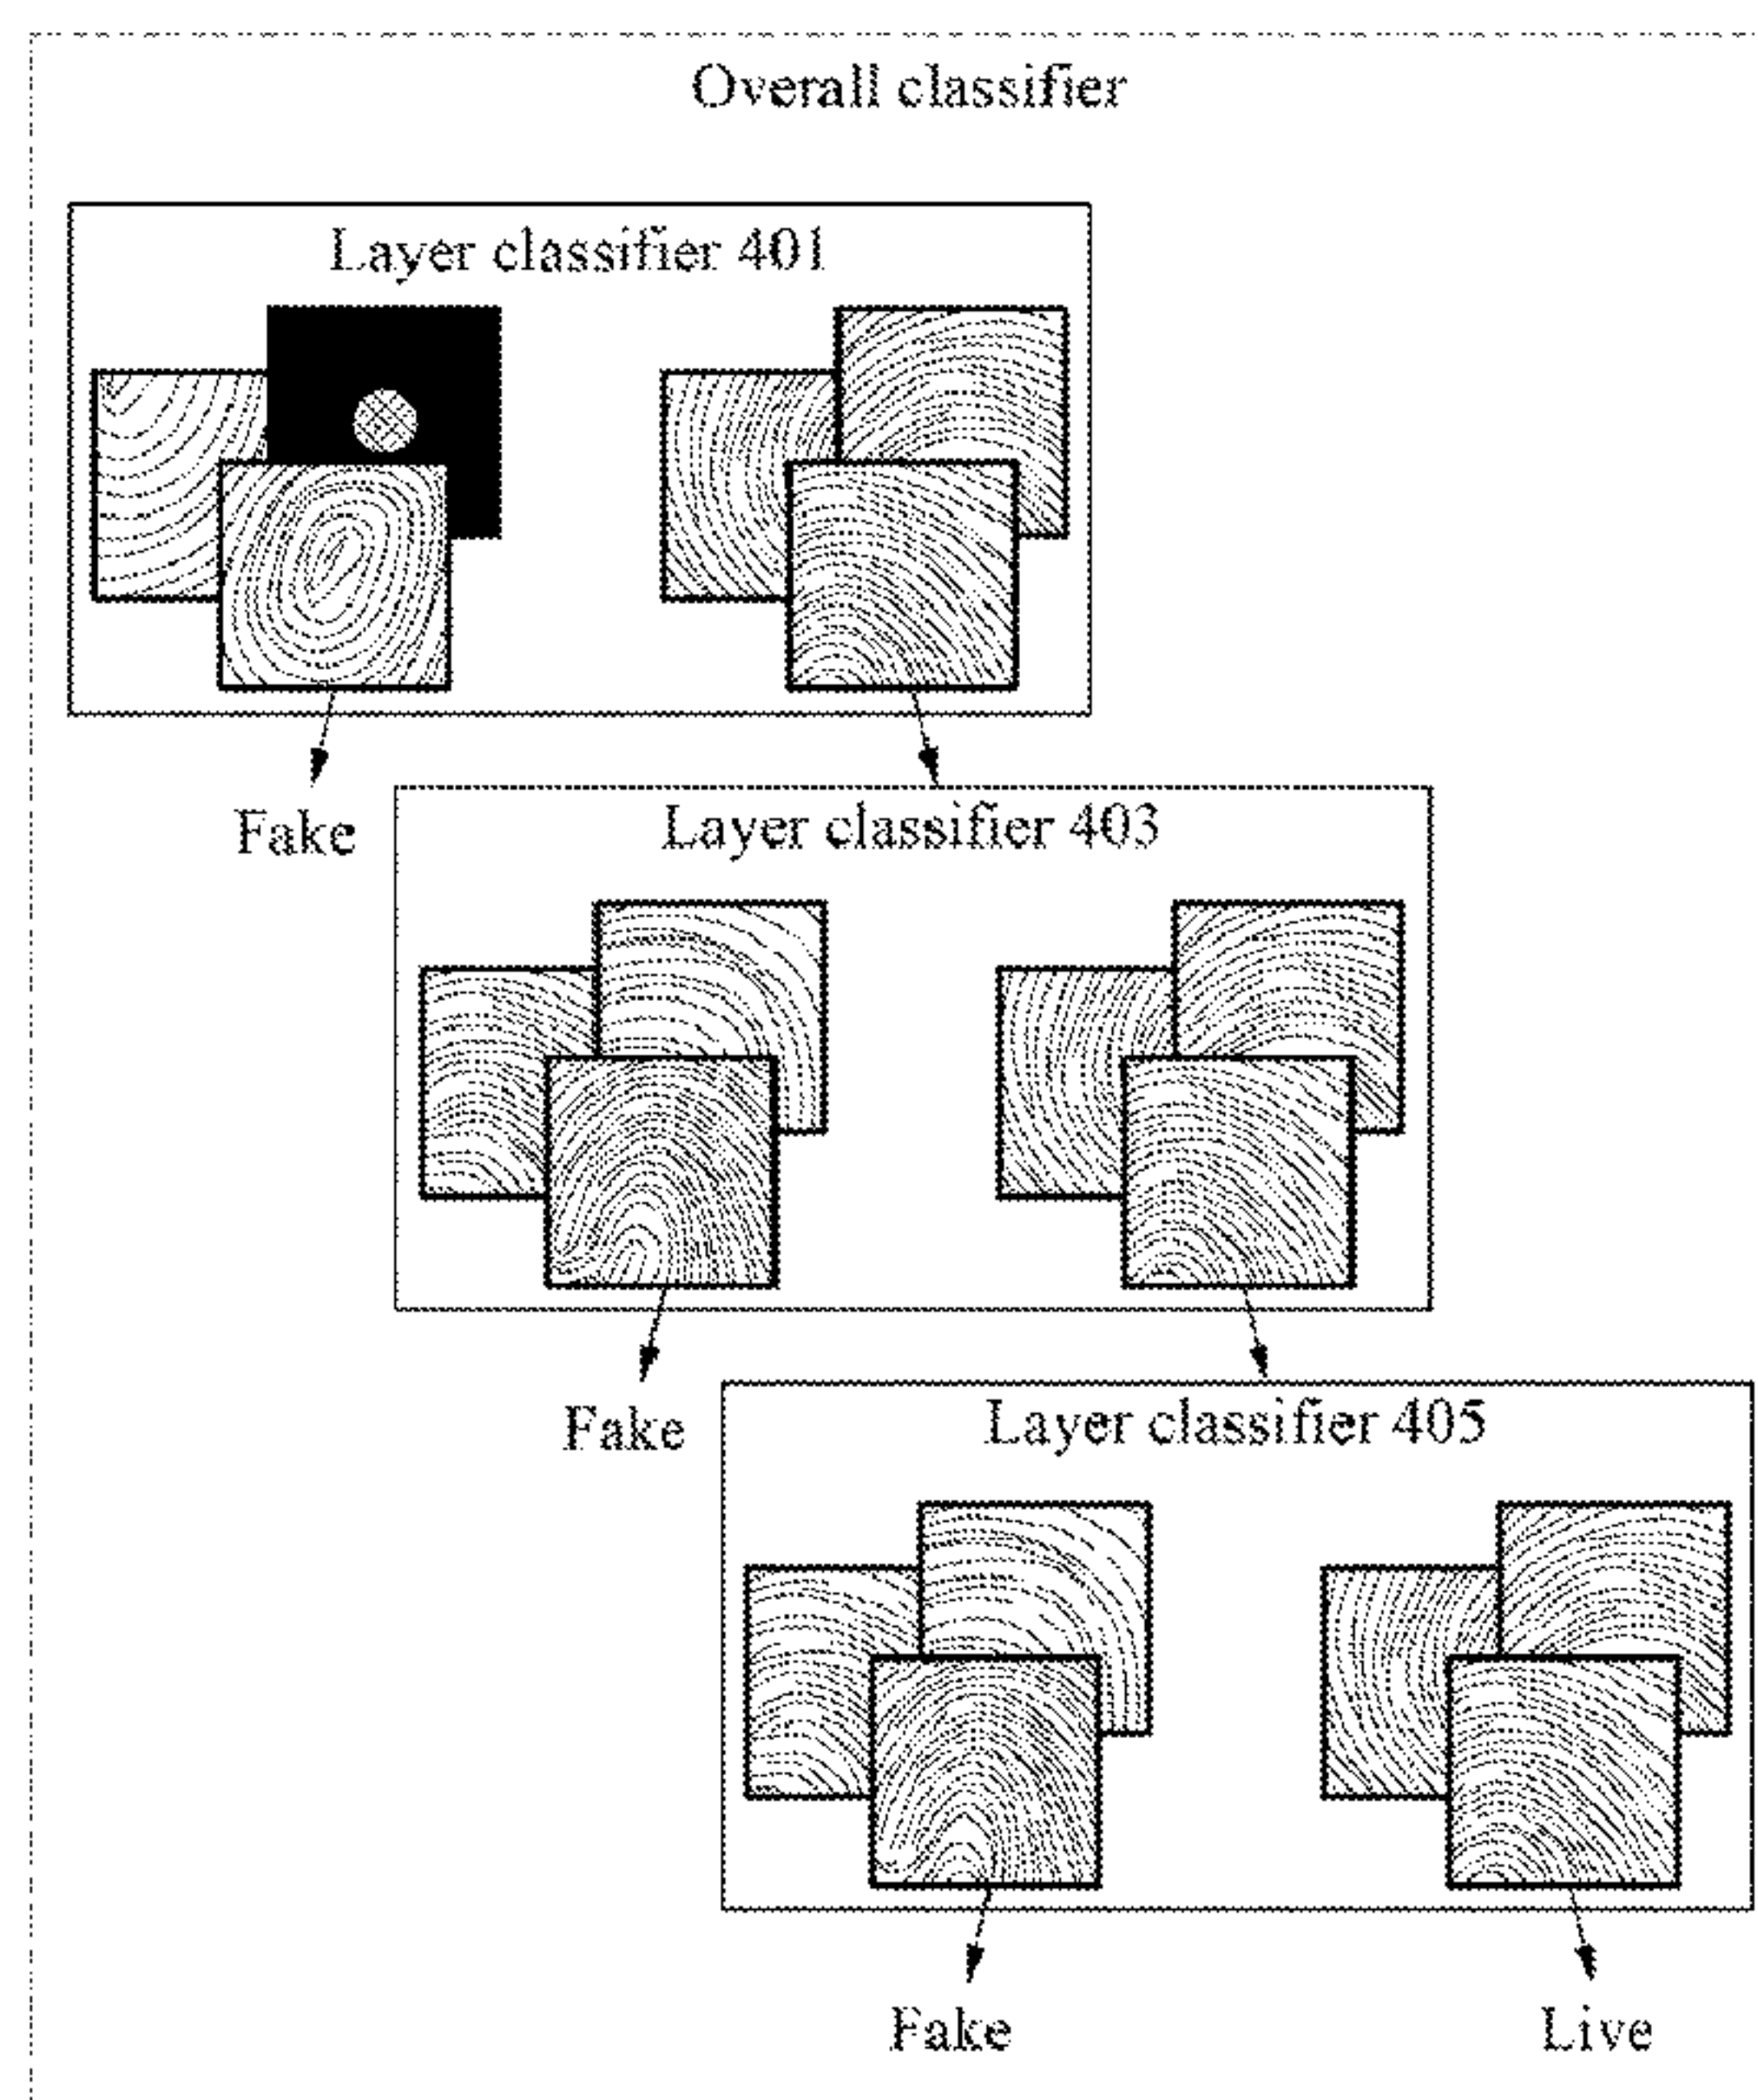 Overall classifier
Layer classifier 401
Fake
Layer classifier 403
Fake
Layer classifier 405
Fake
Live